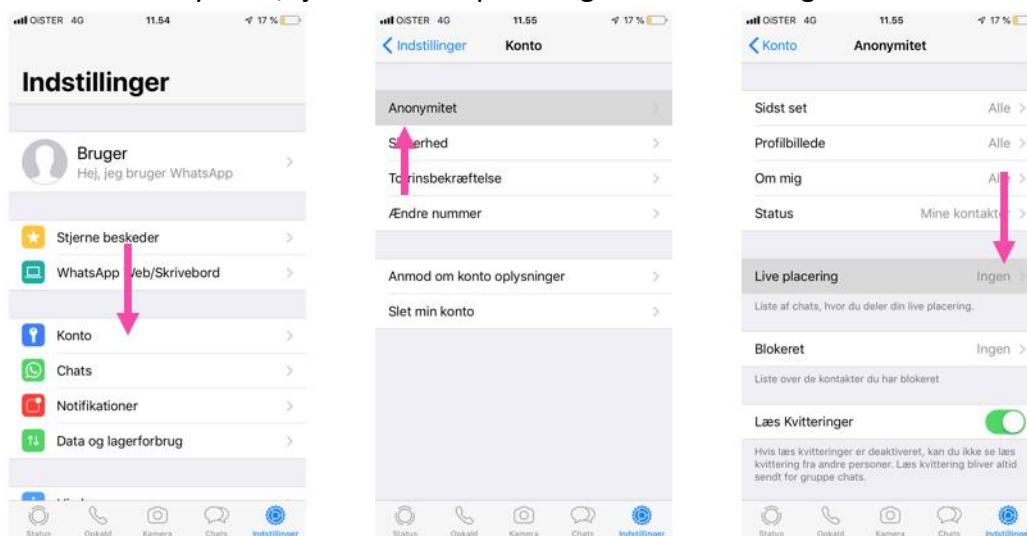 OiSTER 4G 11.54 17 %
Indstillinger
Bruger
Hej, jeg bruger WhatsApp
Stjerne beskeder
WhatsApp Web/Skrivebord
Konto
Chats
Notifikationer
Data og lagerforbrug
Status Opkald Kamera Chats Indstillinger
OiSTER 4G 11.55 17 %
Indstillinger Konto
Anonymitet
Sikkerhed
Totrinsbekræftelse
Ændre nummer
Anmod om konto oplysninger
Slet min konto
Status Opkald Kamera Chats Indstillinger
OiSTER 4G 11.55 17 %
Konto Anonymitet
Sidst set Alle
Profilbillede Alle
Om mig Alle
Status Mine kontakter
Live placering Ingen
Liste af chats, hvor du deler din live placering.
Blokeret Ingen
Liste over de kontakter du har blokeret
Læs Kvitteringer
Hvis læs kvitteringer er deaktiveret, kan du ikke se læs
kvittering fra andre personer. Læs kvittering bliver altid
sendt for gruppe chats.
Status Opkald Kamera Chats Indstillinger